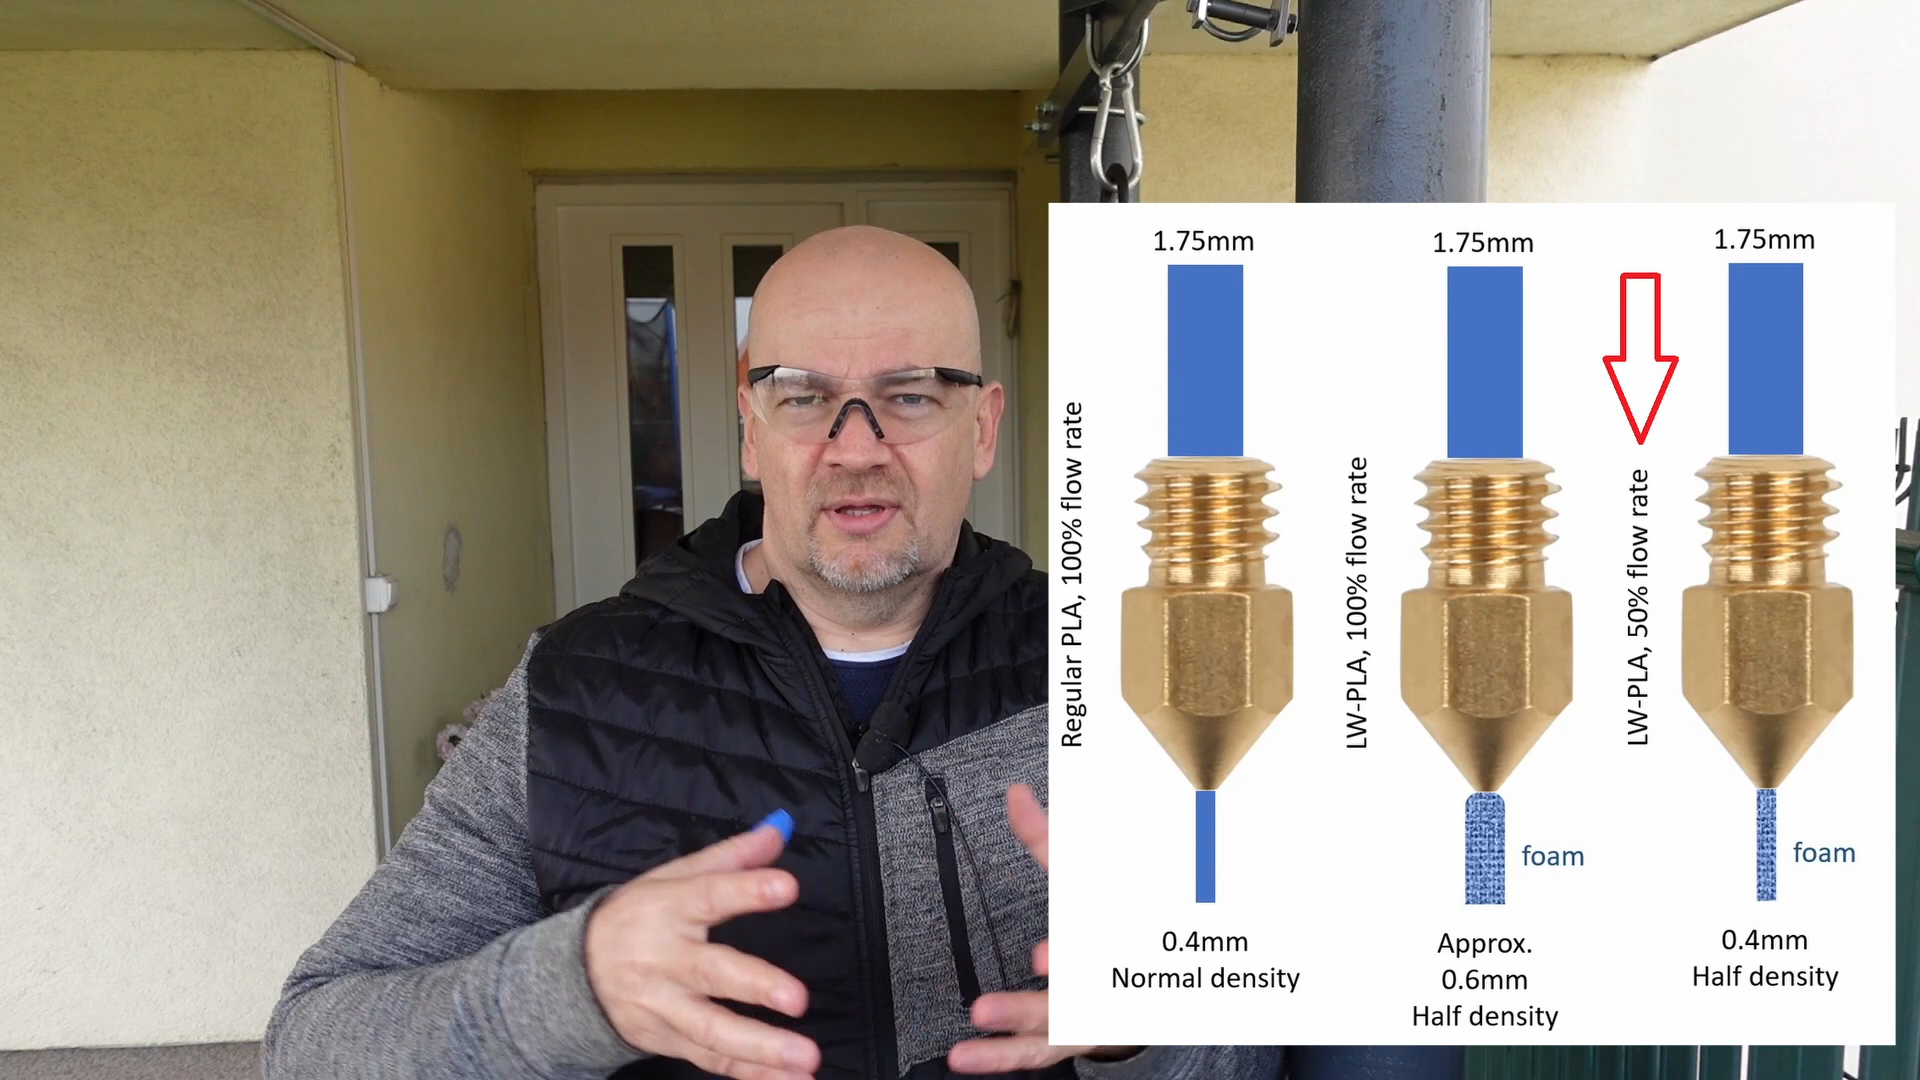 1.75mm
Regular PLA, 100% flow rate
0.4mm
Normal density
1.75mm
LW-PLA, 100% flow rate
foam
Approx.
0.6mm
Half density
1.75mm
LW-PLA, 50% flow rate
foam
0.4mm
Half density